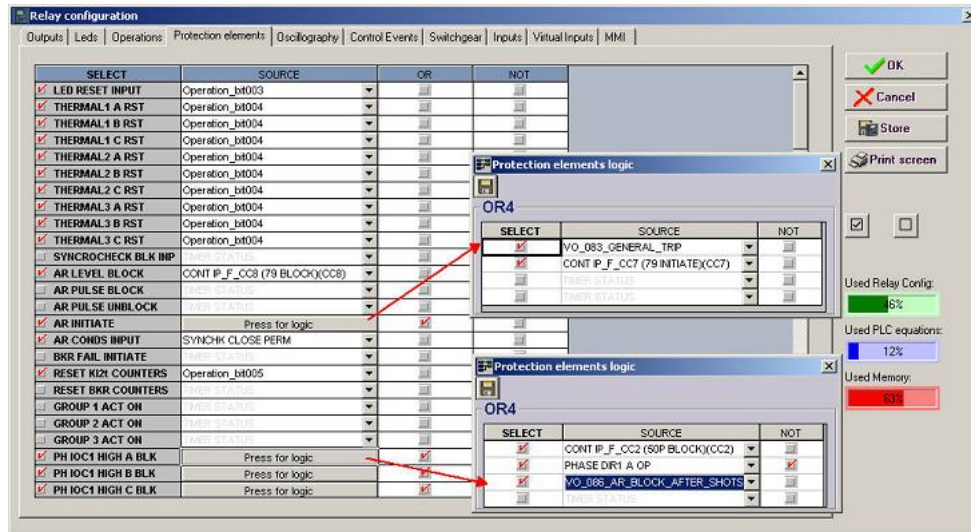 Relay configuration
Outputs Leds Operations Protection elements Oscillography Control Events Switchgear Inputs Virtual Inputs MMI
SELECT SOURCE OR NOT
LED RESET INPUT Operation_bit003
THERMAL1 A RST Operation_bit004
THERMAL1 B RST Operation_bit004
THERMAL1 C RST Operation_bit004
THERMAL2 A RST Operation_bit004
THERMAL2 B RST Operation_bit004
THERMAL2 C RST Operation_bit004
THERMAL3 A RST Operation_bit004
THERMAL3 B RST Operation_bit004
THERMAL3 C RST Operation_bit004
SYNCROCHECK BLK INP TIMER STATUS
AR LEVEL BLOCK CONT IP_F_CC8 (79 BLOCK)(CC8)
AR PULSE BLOCK TIMER STATUS
AR PULSE UNBLOCK TIMER STATUS
AR INITIATE Press for logic
AR CONDS INPUT SYNCHK CLOSE PERM
BKR FAIL INITIATE TIMER STATUS
RESET KI2t COUNTERS Operation_bit005
RESET BKR COUNTERS TIMER STATUS
GROUP 1 ACT ON TIMER STATUS
GROUP 2 ACT ON TIMER STATUS
GROUP 3 ACT ON TIMER STATUS
PH IOC1 HIGH A BLK Press for logic
PH IOC1 HIGH B BLK Press for logic
PH IOC1 HIGH C BLK Press for logic
Protection elements logic
OR4
SELECT SOURCE NOT
VO_083_GENERAL_TRIP
CONT IP_F_CC7 (79 INITIATE)(CC7)
TIMER STATUS
TIMER STATUS
Protection elements logic
OR4
SELECT SOURCE NOT
CONT IP_F_CC2 (50P BLOCK)(CC2)
PHASE DIR1 A OP
VO_086_AR_BLOCK_AFTER_SHOTS
TIMER STATUS
OK
Cancel
Store
Print screen
Used Relay Config:
46%
Used PLC equations:
12%
Used Memory:
63%